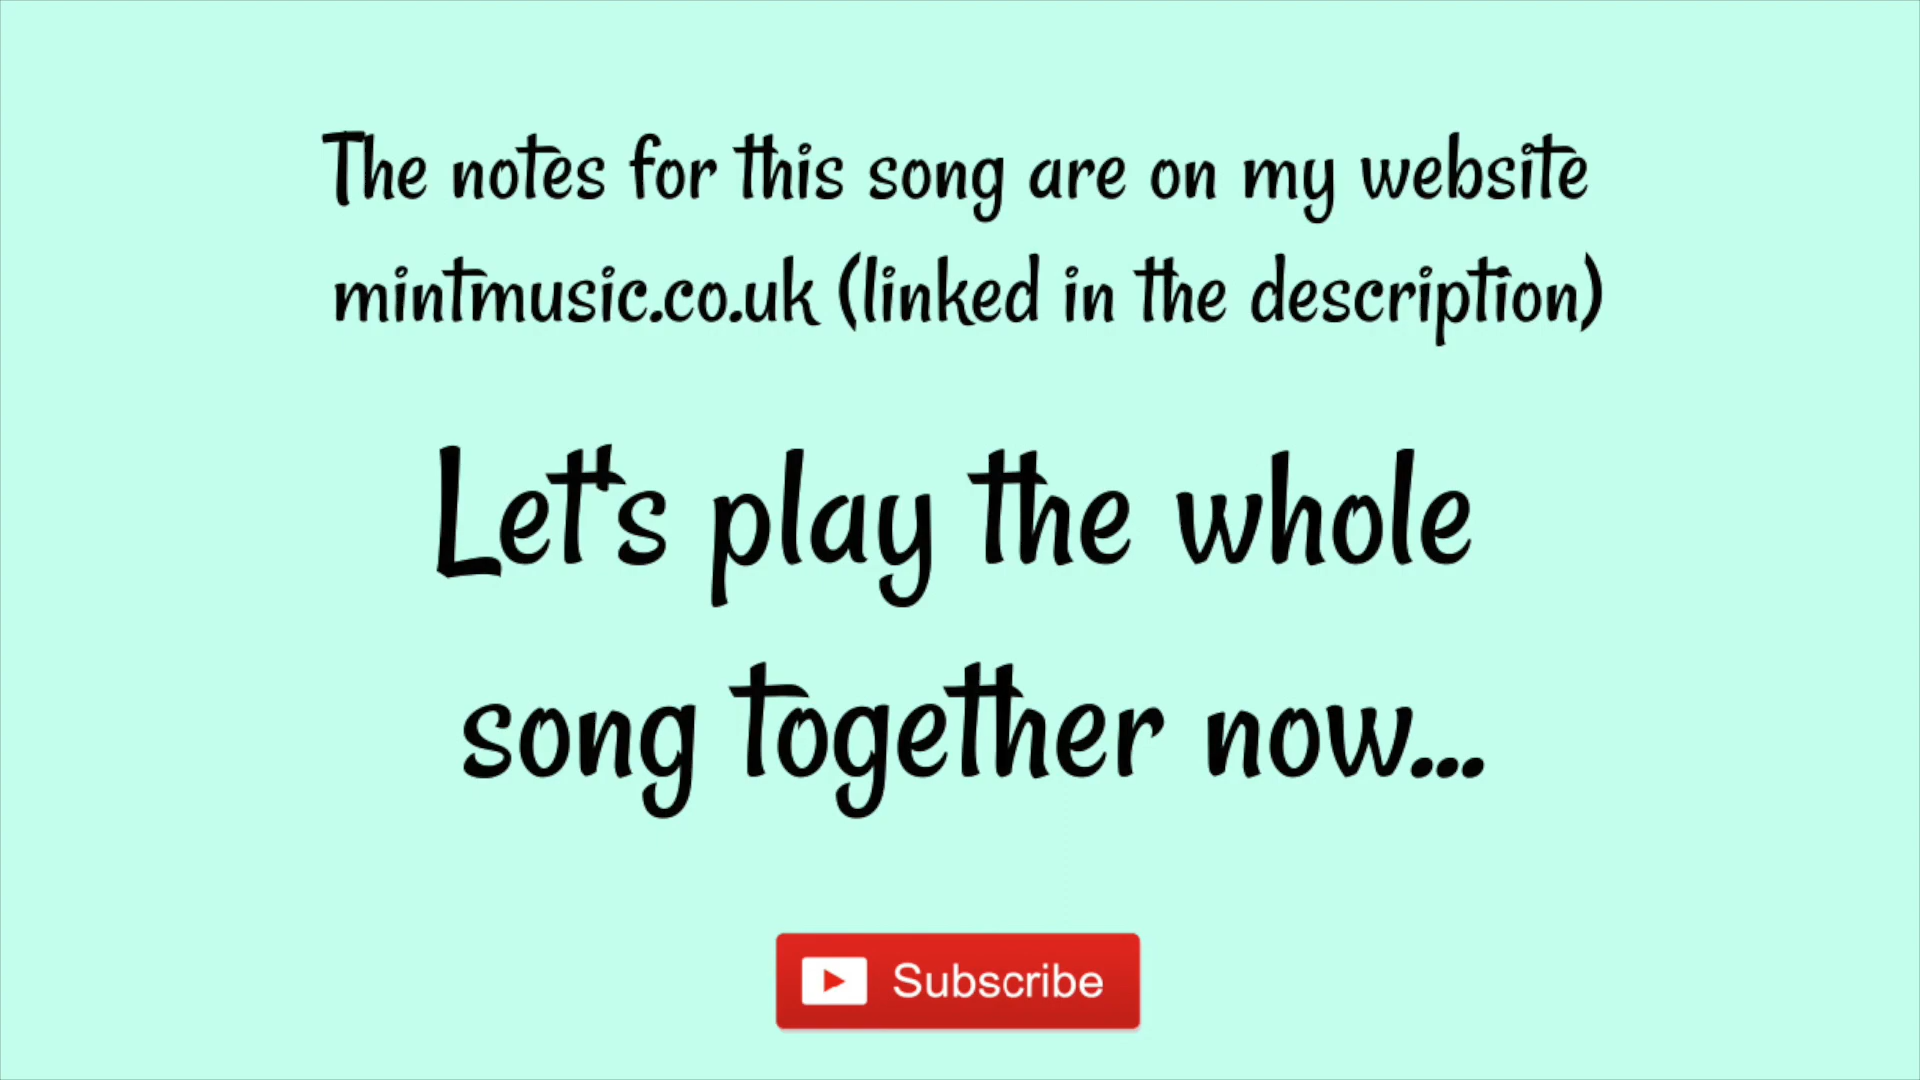 The notes for this song are on my website
mintmusic.co.uk (linked in the description)
Let's play the whole
song together now...
Subscribe